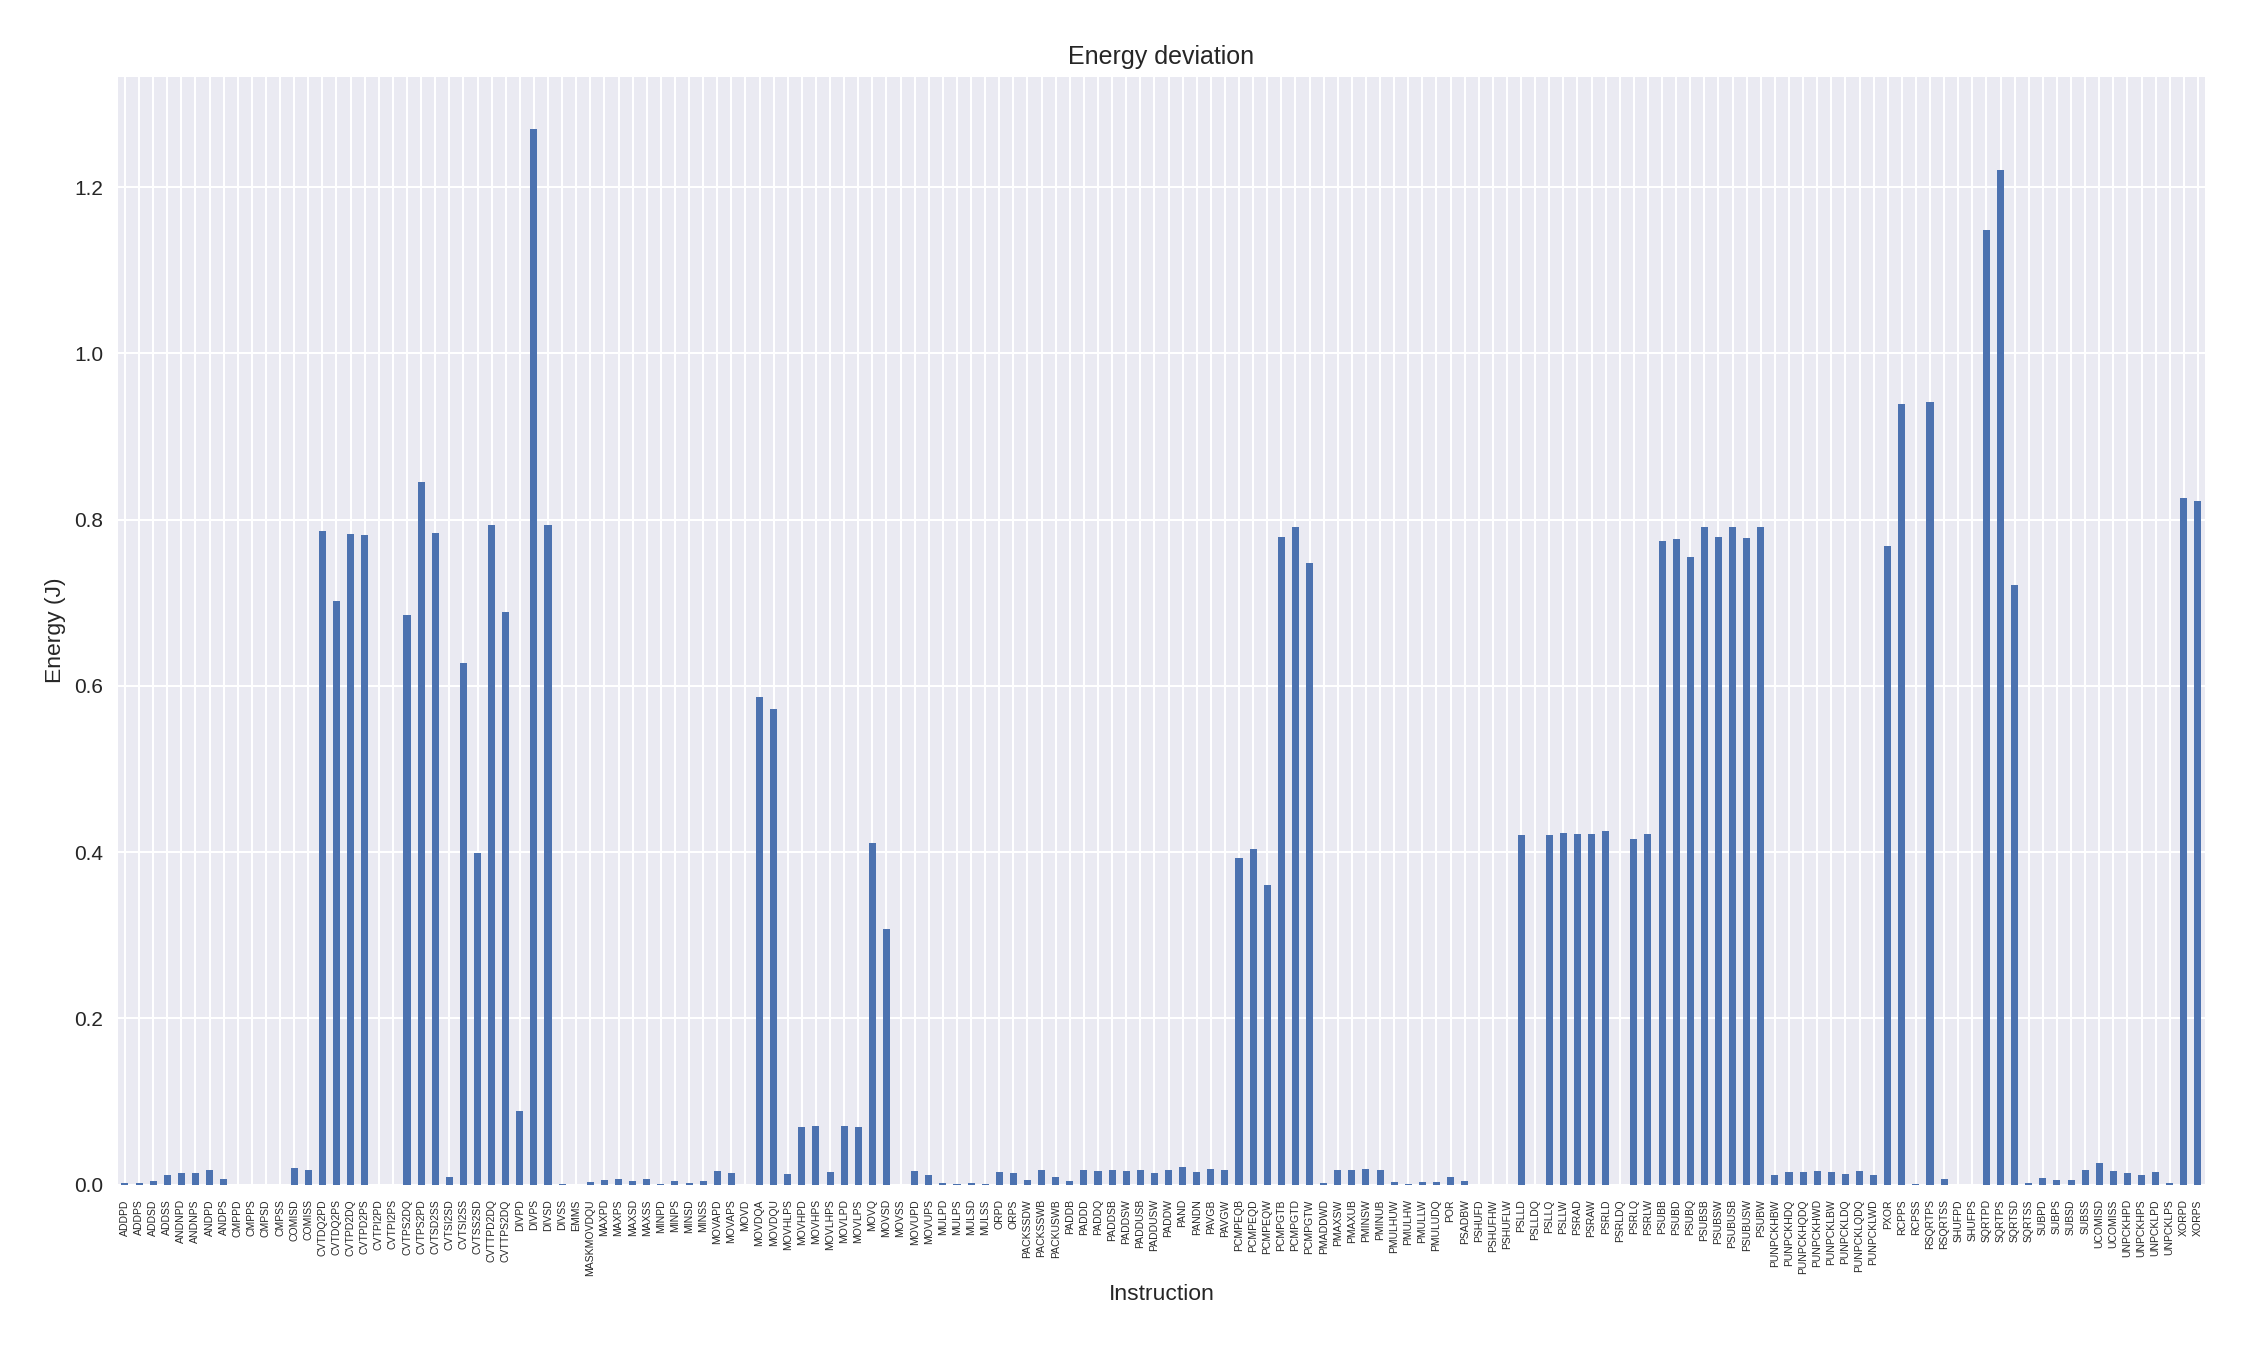 Energy deviation
1.2
1.0
0.8
0.6
0.4
0.2
0.0
Energy (J)
ADDPD
ADDPS
ADDSD
ADDSS
ANDNPD
ANDNPS
ANDPD
ANDPS
CMPPD
CMPPS
CMPSD
CMPSS
COMISD
COMISS
CVTDQ2PD
CVTDQ2PS
CVTPD2DQ
CVTPD2PS
CVTPI2PD
CVTPI2PS
CVTPS2DQ
CVTPS2PD
CVTSD2SS
CVTSI2SD
CVTSI2SS
CVTSS2SD
CVTTPD2DQ
CVTTPS2DQ
DIVPD
DIVPS
DIVSD
DIVSS
EMMS
MASKMOVDQU
MAXPD
MAXPS
MAXSD
MAXSS
MINPD
MINPS
MINSD
MINSS
MOVAPD
MOVAPS
MOVD
MOVDQA
MOVDQU
MOVHLPS
MOVHPD
MOVHPS
MOVLHPS
MOVLPD
MOVLPS
MOVQ
MOVSD
MOVSS
MOVUPD
MOVUPS
MULPD
MULPS
MULSD
MULSS
ORPD
ORPS
PACKSSDW
PACKSSWB
PACKUSWB
PADDB
PADDD
PADDQ
PADDSB
PADDSW
PADDUSB
PADDUSW
PADDW
PAND
PANDN
PAVGB
PAVGW
PCMPEQB
PCMPEQD
PCMPEQW
PCMPGTB
PCMPGTD
PCMPGTW
PMADDWD
PMAXSW
PMAXUB
PMINSW
PMINUB
PMULHUW
PMULHW
PMULLW
PMULUDQ
POR
PSADBW
PSHUFD
PSHUFHW
PSHUFLW
PSLLD
PSLLDQ
PSLLQ
PSLLW
PSRAD
PSRAW
PSRLD
PSRLDQ
PSRLQ
PSRLW
PSUBB
PSUBD
PSUBQ
PSUBSB
PSUBSW
PSUBUSB
PSUBUSW
PSUBW
PUNPCKHBW
PUNPCKHDQ
PUNPCKHQDQ
PUNPCKHWD
PUNPCKLBW
PUNPCKLDQ
PUNPCKLQDQ
PUNPCKLWD
PXOR
RCPPS
RCPSS
RSQRTPS
RSQRTSS
SHUFPD
SHUFPS
SQRTPD
SQRTPS
SQRTSD
SQRTSS
SUBPD
SUBPS
SUBSD
SUBSS
UCOMISD
UCOMISS
UNPCKHPD
UNPCKHPS
UNPCKLPD
UNPCKLPS
XORPD
XORPS
Instruction